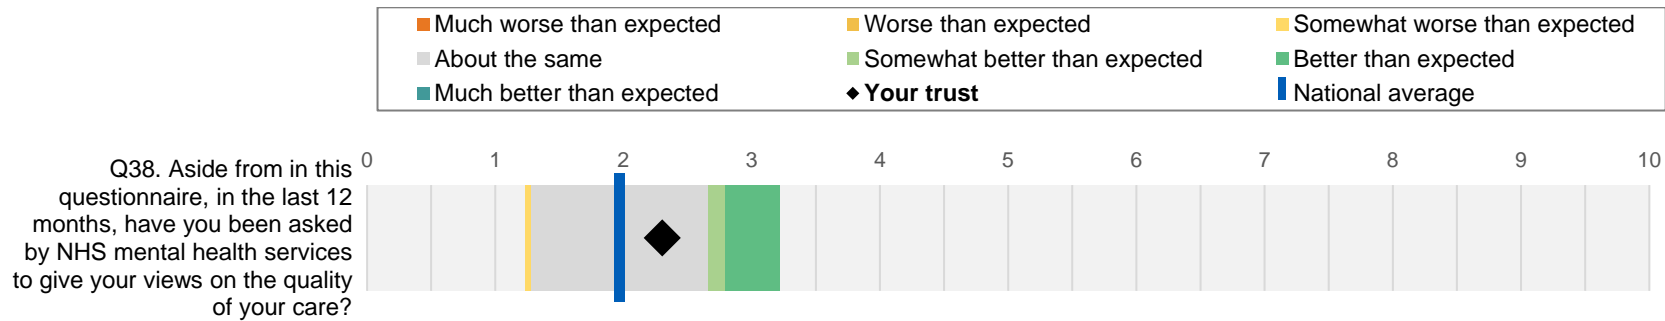 Much worse than expected
Worse than expected
Somewhat worse than expected
About the same
Somewhat better than expected
Better than expected
Much better than expected
Your trust
National average
0 1 2 3 4 5 6 7 8 9 10
Q38. Aside from in this
questionnaire, in the last 12
months, have you been asked
by NHS mental health services
to give your views on the quality
of your care?